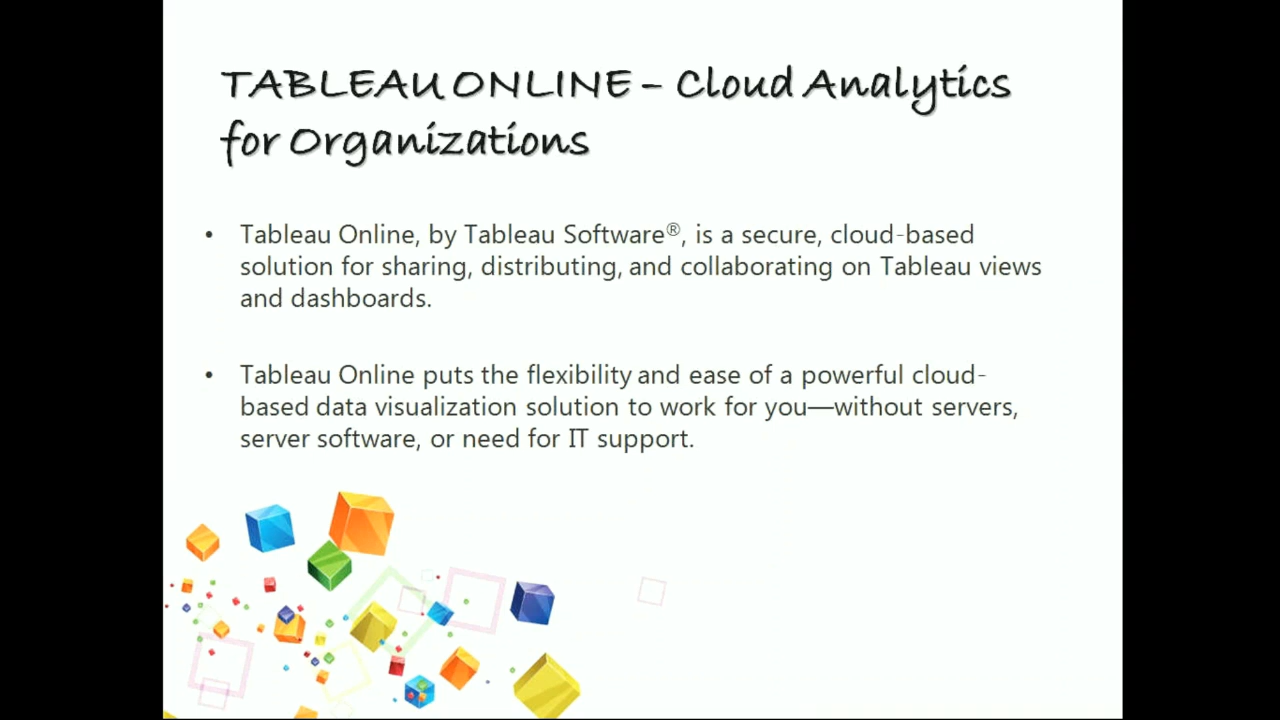 TABLEAU ONLINE – Cloud Analytics
for Organizations
• Tableau Online, by Tableau Software®, is a secure, cloud-based
solution for sharing, distributing, and collaborating on Tableau views
and dashboards.
• Tableau Online puts the flexibility and ease of a powerful cloud-
based data visualization solution to work for you—without servers,
server software, or need for IT support.